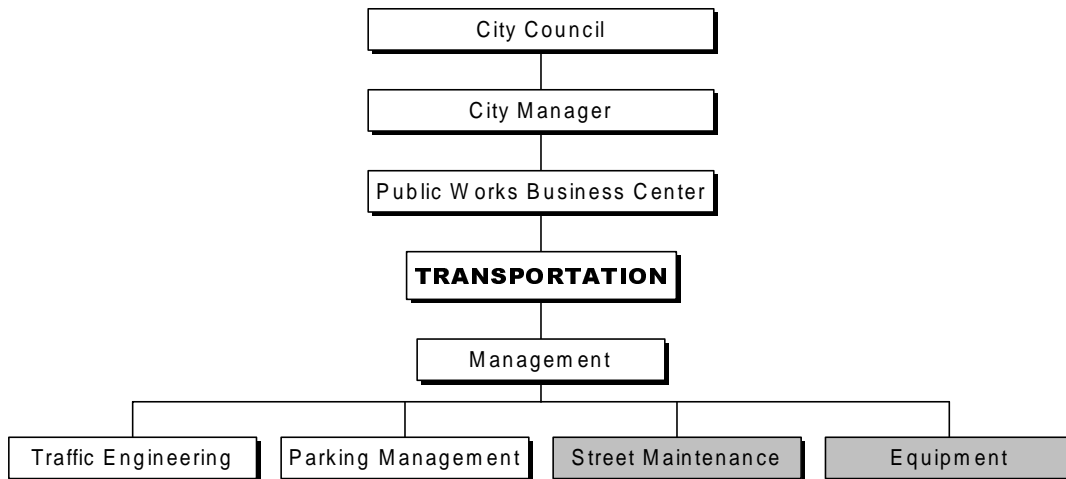 City Council
City Manager
Public Works Business Center
TRANSPORTATION
Management
Traffic Engineering
Parking Management
Street Maintenance
Equipment